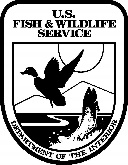 U.S.
FISH & WILDLIFE
SERVICE
DEPARTMENT OF THE INTERIOR